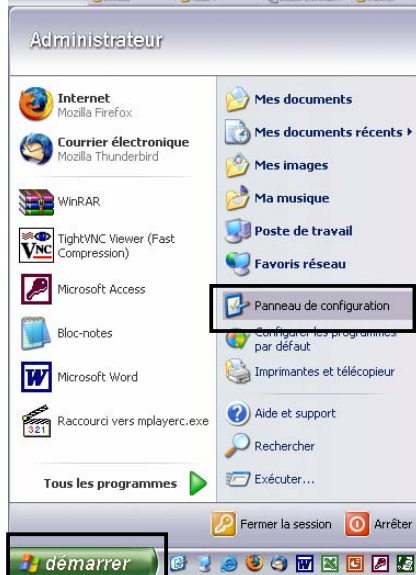 Administrateur
Internet
Mozilla Firefox
Courrier électronique
Mozilla Thunderbird
WinRAR
TightVNC Viewer (Fast
Compression)
Microsoft Access
Bloc-notes
Microsoft Word
Raccourci vers mplayerc.exe
Tous les programmes
Mes documents
Mes documents récents
Mes images
Ma musique
Poste de travail
Favoris réseau
Panneau de configuration
Configurer les programmes
par défaut
Imprimantes et télécopieur
Aide et support
Rechercher
Exécuter...
Fermer la session
Arrêter
démarrer